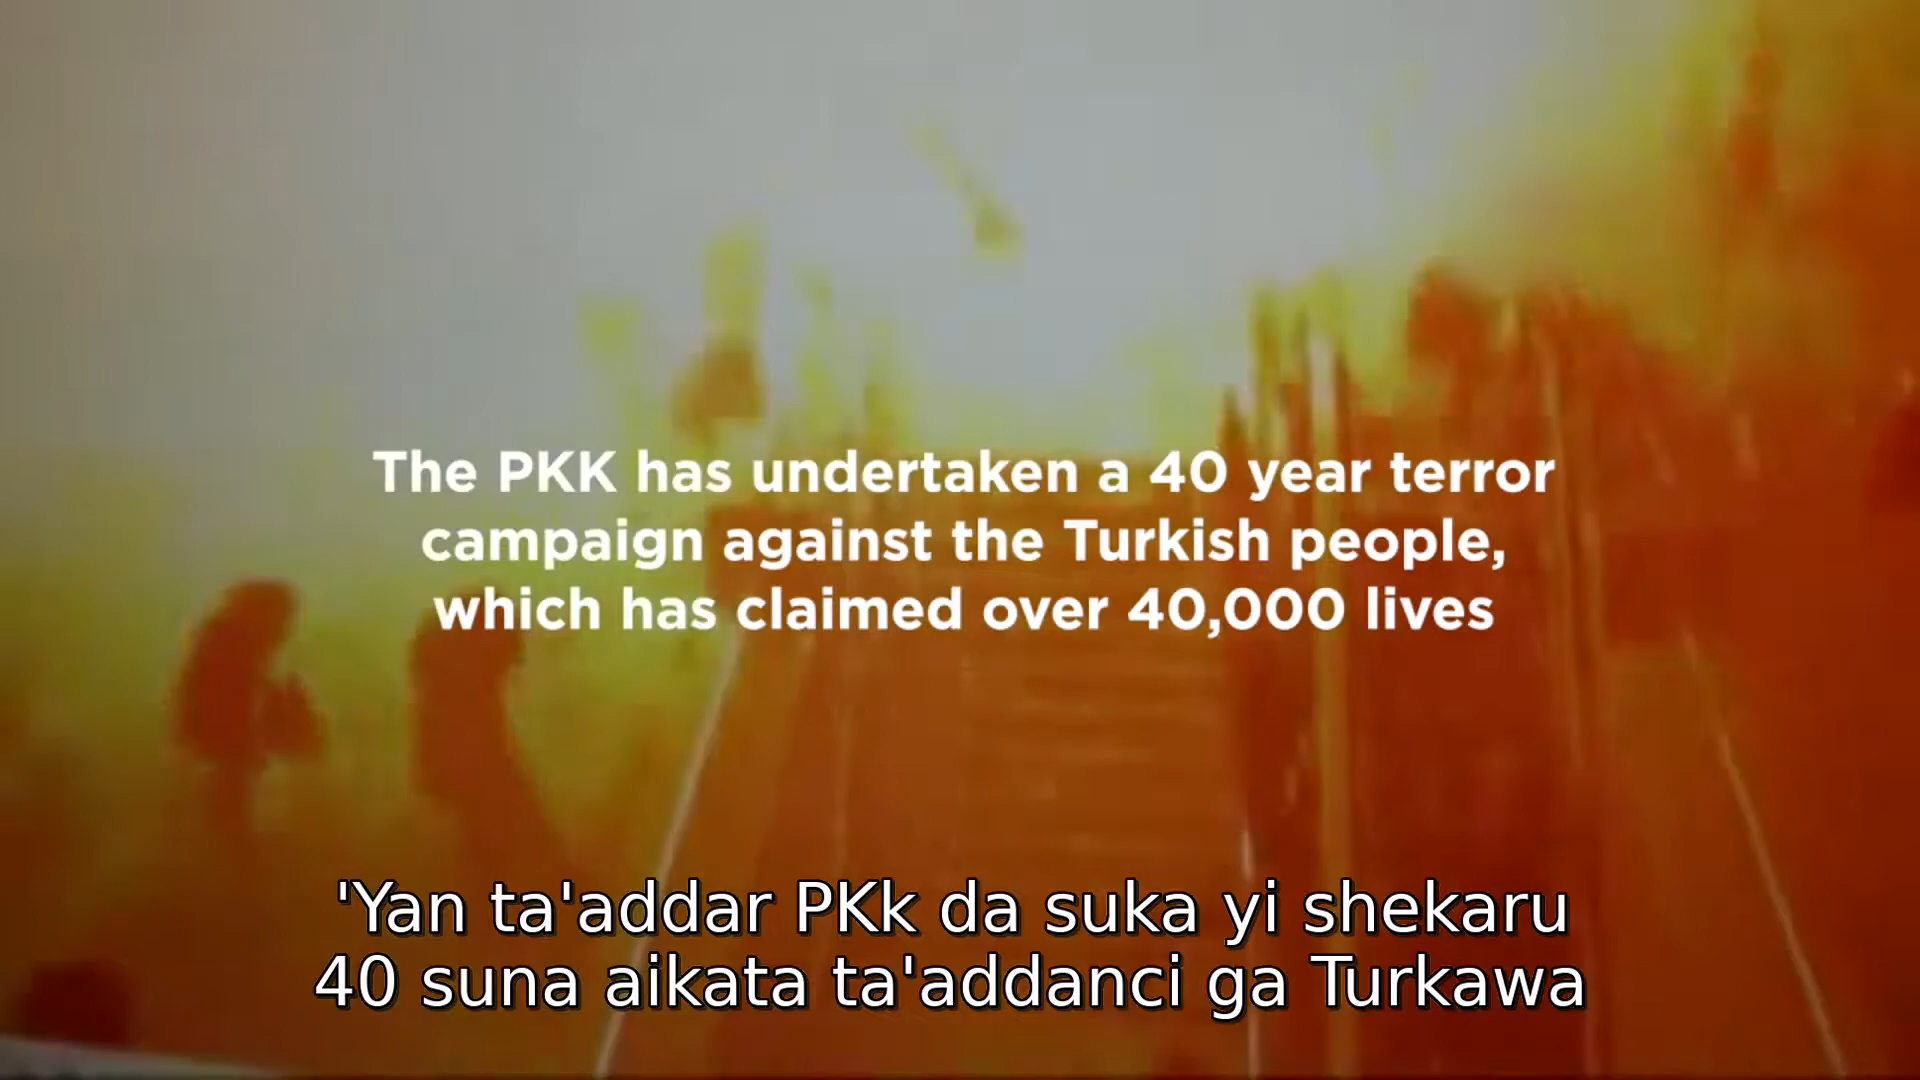 The PKK has undertaken a 40 year terror
campaign against the Turkish people,
which has claimed over 40,000 lives
'Yan ta'addar PKk da suka yi shekaru
40 suna aikata ta'addanci ga Turkawa